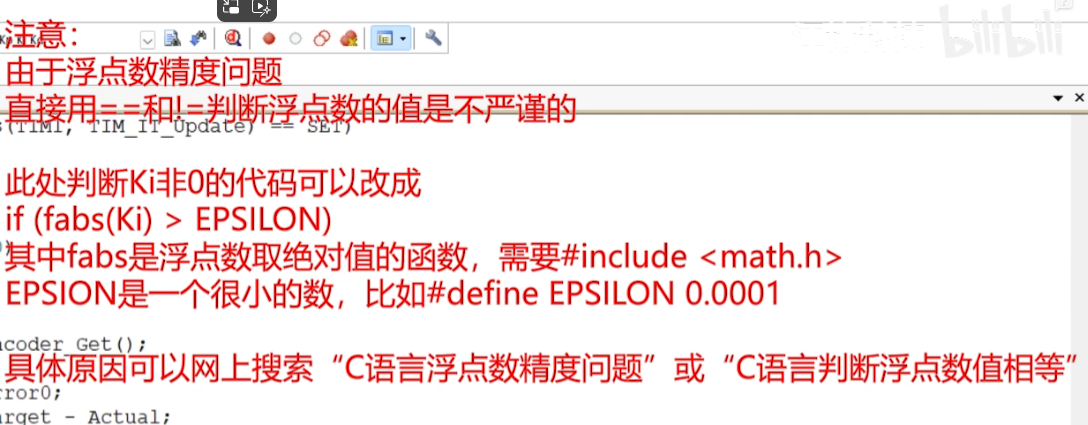 注意：
由于浮点数精度问题
直接用==和!=判断浮点数的值是不严谨的
s(TIM1, TIM_IT_Update) == SET)
此处判断Ki非0的代码可以改成
if (fabs(Ki) > EPSILON)
其中fabs是浮点数取绝对值的函数，需要#include <math.h>
EPSION是一个很小的数，比如#define EPSILON 0.0001
ncoder_Get();
具体原因可以网上搜索“C语言浮点数精度问题”或“C语言判断浮点数值相等”
rror0;
arget - Actual;
bilibili